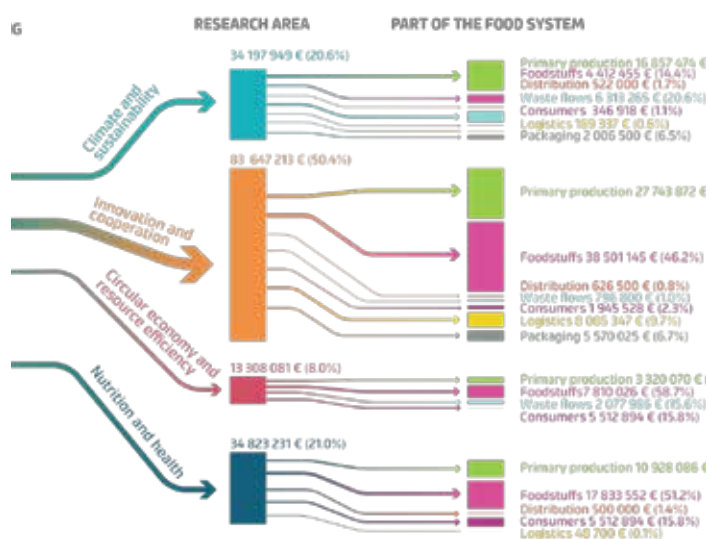 G
RESEARCH AREA
PART OF THE FOOD SYSTEM
Climate and
sustainability
34 197 949 € (20.6%)
Primary production 16 857 474 €
Foodstuffs 4 412 455 € (14.4%)
Distribution 522 000 € (1.7%)
Waste flows 6 313 265 € (20.6%)
Consumers 346 918 € (1.1%)
Logistics 169 337 € (0.6%)
Packaging 2 006 500 € (6.5%)
Innovation and
cooperation
83 647 213 € (50.4%)
Primary production 27 743 872 €
Foodstuffs 38 501 145 € (46.2%)
Distribution 626 500 € (0.8%)
Waste flows 796 800 € (1.0%)
Consumers 1 945 528 € (2.3%)
Logistics 8 065 347 € (9.7%)
Packaging 5 570 025 € (6.7%)
Circular economy and
resource efficiency
13 308 081 € (8.0%)
Primary production 3 320 070 € (
Foodstuffs7 810 026 € (58.7%)
Waste flows 2 077 986 € (15.6%)
Consumers 5 512 894 € (15.8%)
Nutrition and health
34 823 231 € (21.0%)
Primary production 10 928 086 €
Foodstuffs 17 833 552 € (51.2%)
Distribution 500 000 € (1.4%)
Consumers 5 512 894 € (15.8%)
Logistics 48 700 € (0.1%)